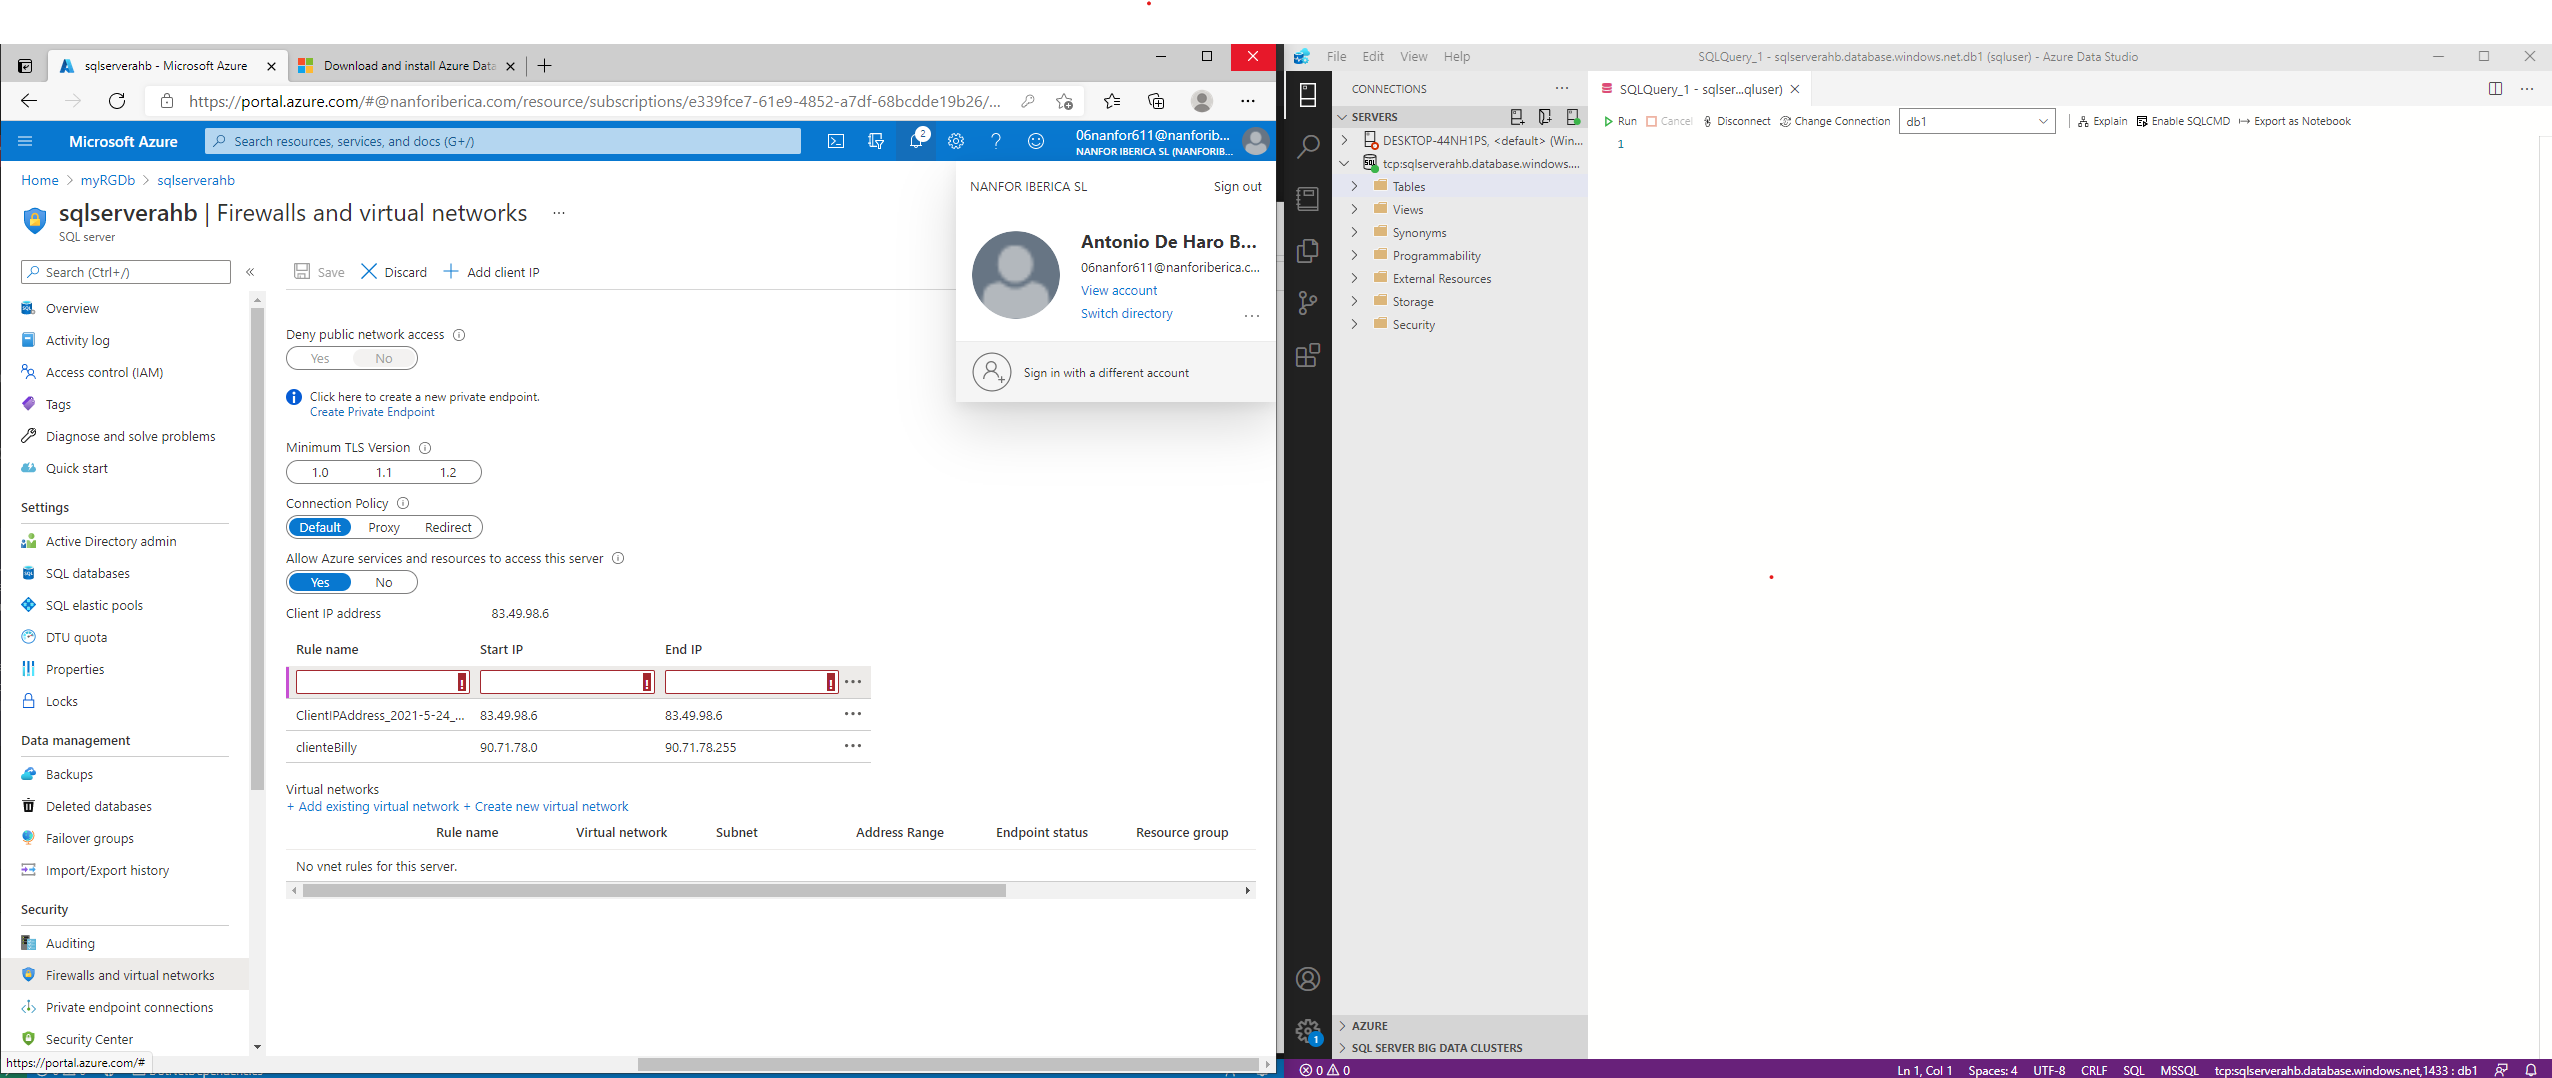 sqlserverahb - Microsoft Azure
Download and install Azure Data
https://portal.azure.com/#@nanforiberica.com/resource/subscriptions/e339fce7-61e9-4852-a7df-68bcdde19b26/...
Microsoft Azure
Search resources, services, and docs (G+/)
2
06nanfor611@nanforib...
NANFOR IBERICA SL (NANFORIB...
Home > myRGDb > sqlserverahb
sqlserverahb | Firewalls and virtual networks ...
SQL server
Search (Ctrl+/)
Overview
Activity log
Access control (IAM)
Tags
Diagnose and solve problems
Quick start
Settings
Active Directory admin
SQL databases
SQL elastic pools
DTU quota
Properties
Locks
Data management
Backups
Deleted databases
Failover groups
Import/Export history
Security
Auditing
Firewalls and virtual networks
Private endpoint connections
Security Center
https://portal.azure.com/#
Save Discard Add client IP
Deny public network access
Yes No
Click here to create a new private endpoint.
Create Private Endpoint
Minimum TLS Version
1.0 1.1 1.2
Connection Policy
Default Proxy Redirect
Allow Azure services and resources to access this server
Yes No
Client IP address 83.49.98.6
Rule name Start IP End IP
ClientIPAddress_2021-5-24_... 83.49.98.6 83.49.98.6
clienteBilly 90.71.78.0 90.71.78.255
Virtual networks
+ Add existing virtual network + Create new virtual network
Rule name Virtual network Subnet Address Range Endpoint status Resource group
No vnet rules for this server.
NANFOR IBERICA SL Sign out
Antonio De Haro B...
06nanfor611@nanforiberica.c...
View account
Switch directory ...
Sign in with a different account
File Edit View Help
SQLQuery_1 - sqlserverahb.database.windows.net.db1 (sqluser) - Azure Data Studio
CONNECTIONS
SERVERS
DESKTOP-44NH1PS, <default> (Win...
tcp:sqlserverahb.database.windows....
Tables
Views
Synonyms
Programmability
External Resources
Storage
Security
AZURE
SQL SERVER BIG DATA CLUSTERS
1
SQLQuery_1 - sqlser...qluser)
Run Cancel Disconnect Change Connection db1 Explain Enable SQLCMD Export as Notebook
1
0 0
Ln 1, Col 1 Spaces: 4 UTF-8 CRLF SQL MSSQL tcp:sqlserverahb.database.windows.net,1433 : db1